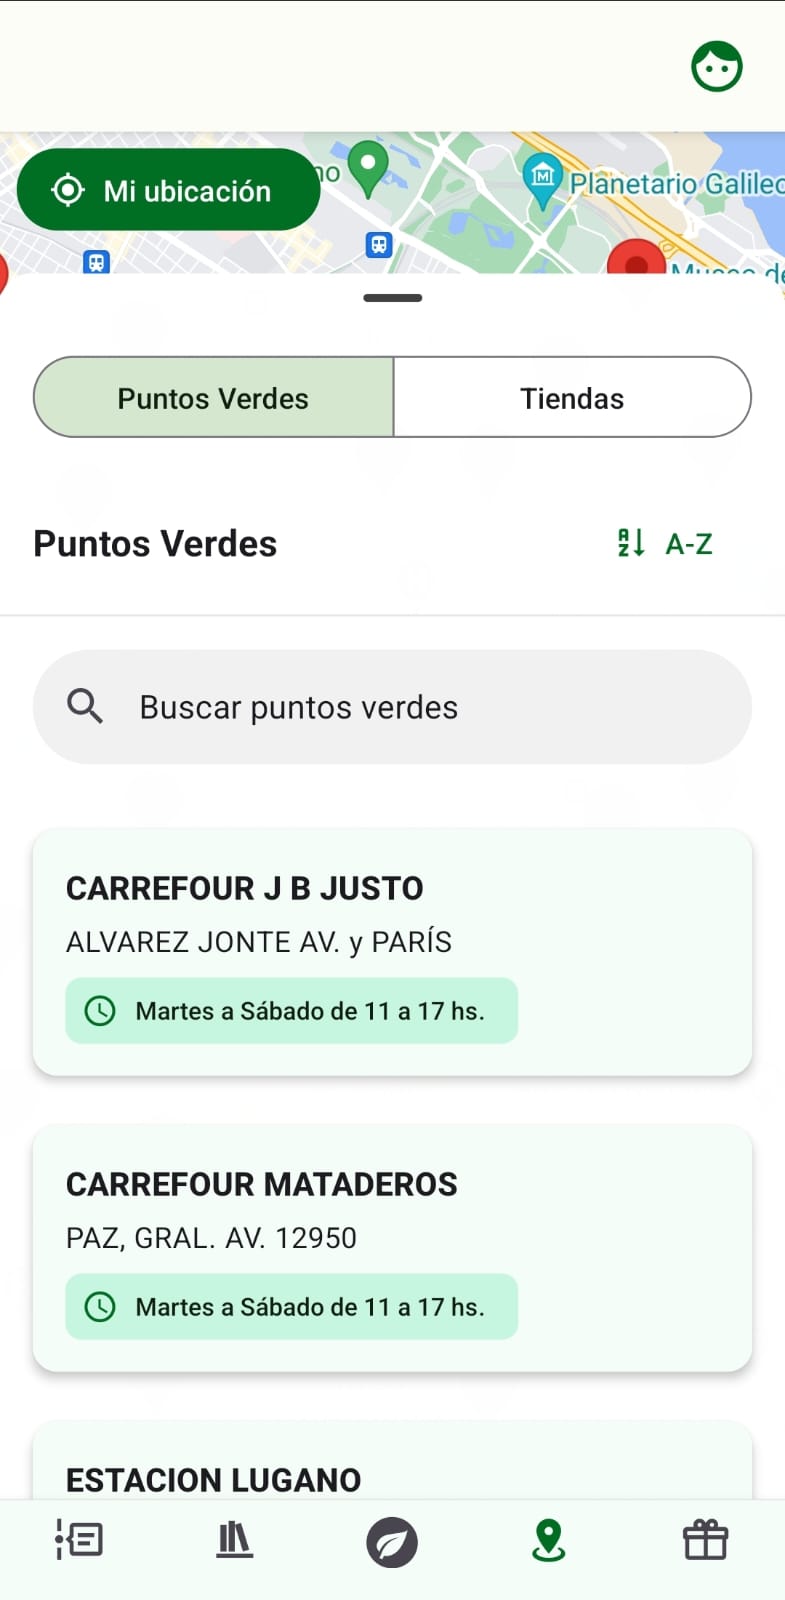 Mi ubicación
no
Planetario Galileo
Museo de
Puntos Verdes
Tiendas
Puntos Verdes
A-Z
Buscar puntos verdes
CARREFOUR J B JUSTO
ALVAREZ JONTE AV. y PARÍS
Martes a Sábado de 11 a 17 hs.
CARREFOUR MATADEROS
PAZ, GRAL. AV. 12950
Martes a Sábado de 11 a 17 hs.
ESTACION LUGANO